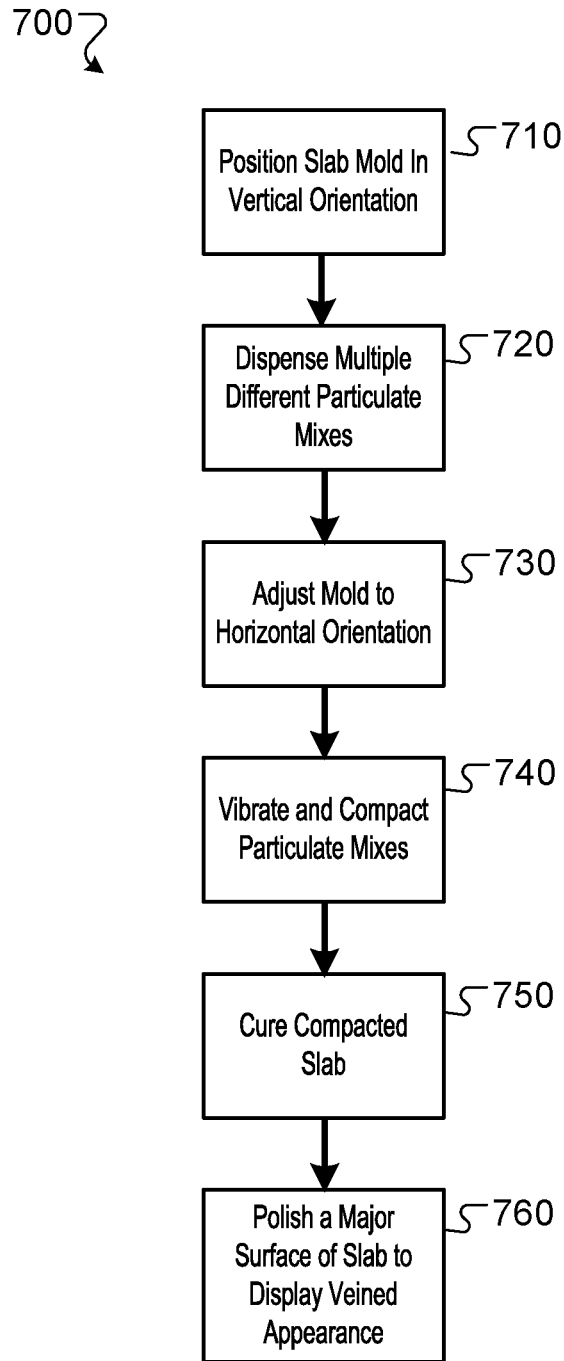 700
710
Position Slab Mold In
Vertical Orientation
720
Dispense Multiple
Different Particulate
Mixes
730
Adjust Mold to
Horizontal Orientation
740
Vibrate and Compact
Particulate Mixes
750
Cure Compacted
Slab
760
Polish a Major
Surface of Slab to
Display Veined
Appearance